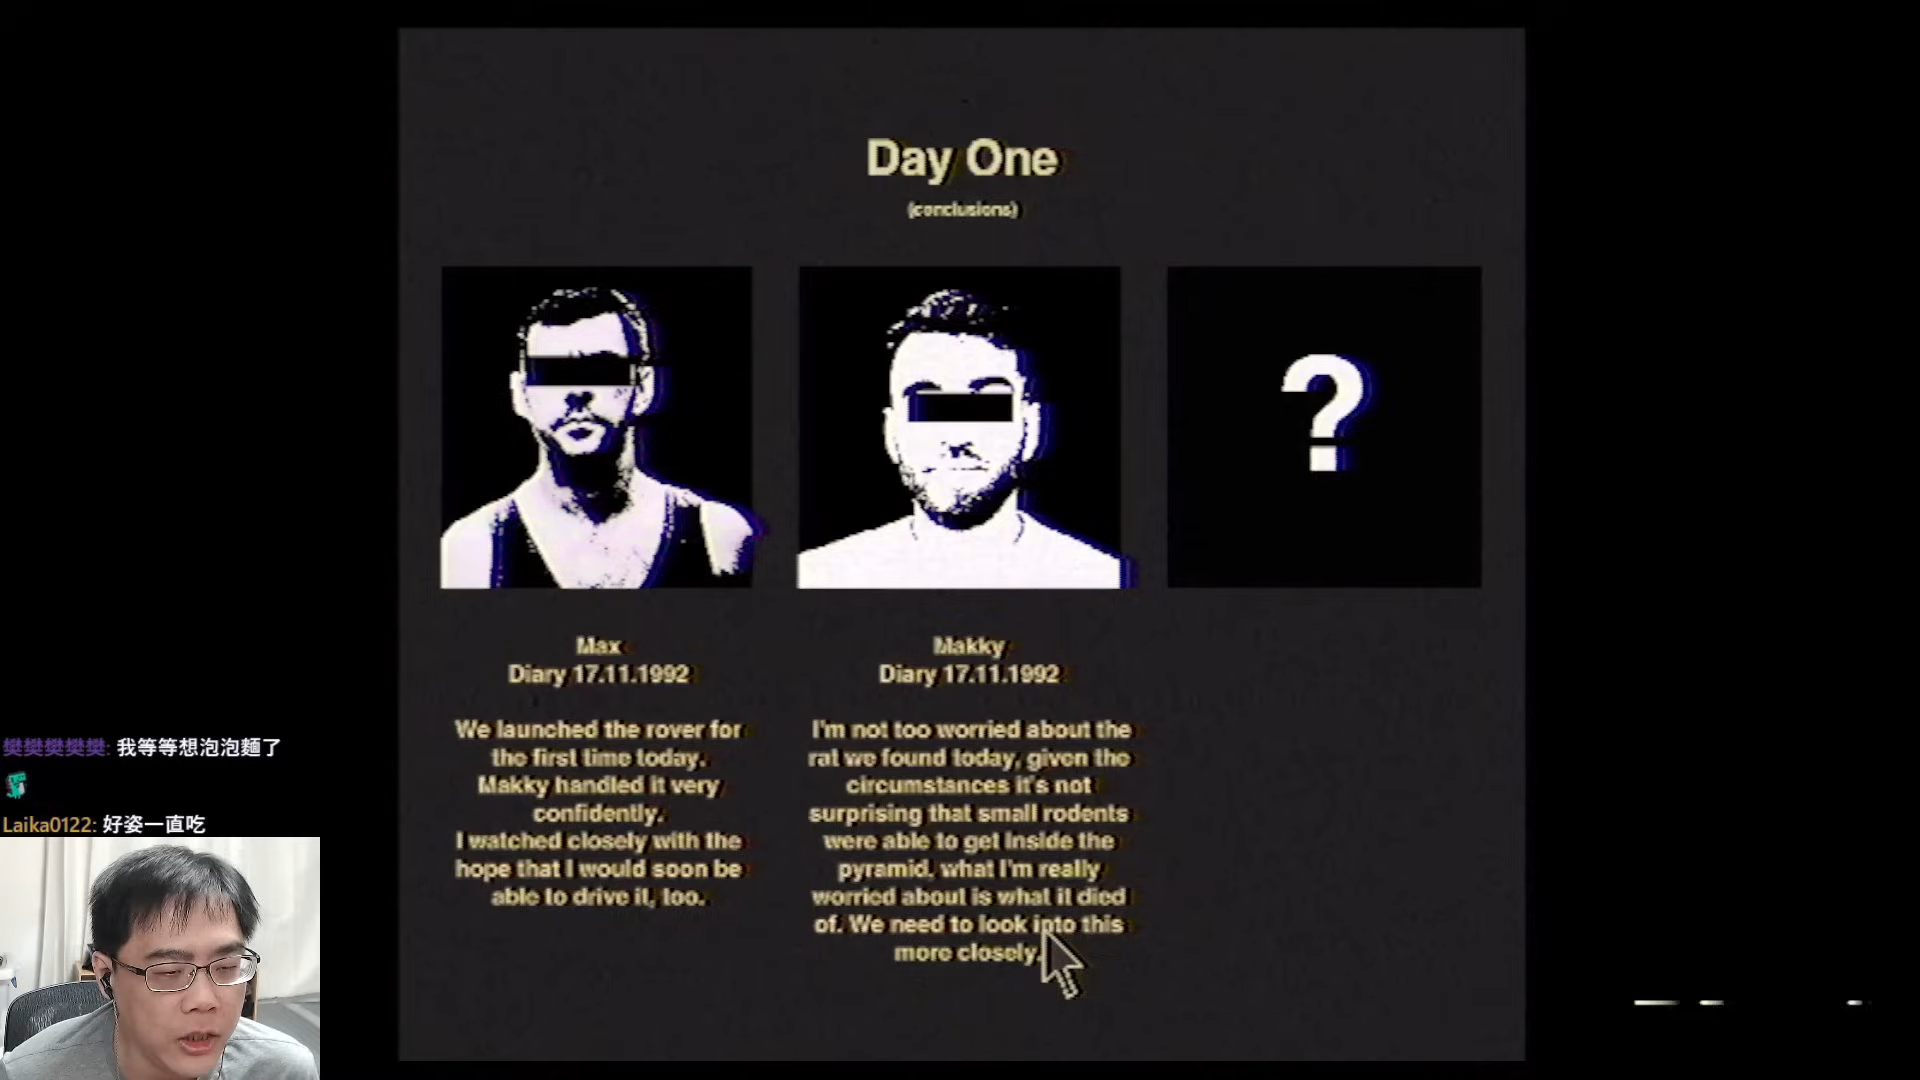 Day One
(conclusions)
?
Max
Diary 17.11.1992
We launched the rover for
the first time today.
Makky handled it very
confidently.
I watched closely with the
hope that I would soon be
able to drive it, too.
Makky
Diary 17.11.1992
I'm not too worried about the
rat we found today, given the
circumstances it's not
surprising that small rodents
were able to get inside the
pyramid, what I'm really
worried about is what it died
of. We need to look into this
more closely.
樊樊樊樊樊: 我等等想泡泡麵了
Laika0122: 好姿一直吃